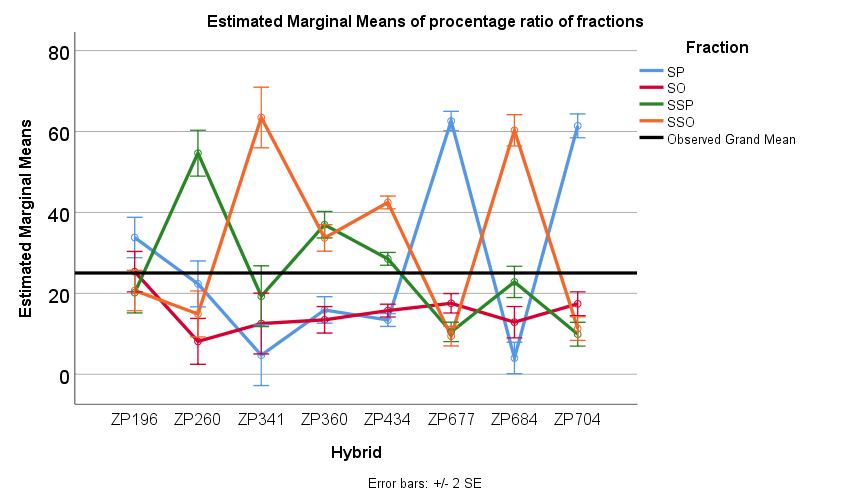 Estimated Marginal Means of procentage ratio of fractions
Estimated Marginal Means
80
60
40
20
0
ZP196 ZP260 ZP341 ZP360 ZP434 ZP677 ZP684 ZP704
Hybrid
Error bars: +/- 2 SE
Fraction
SP
SO
SSP
SSO
Observed Grand Mean